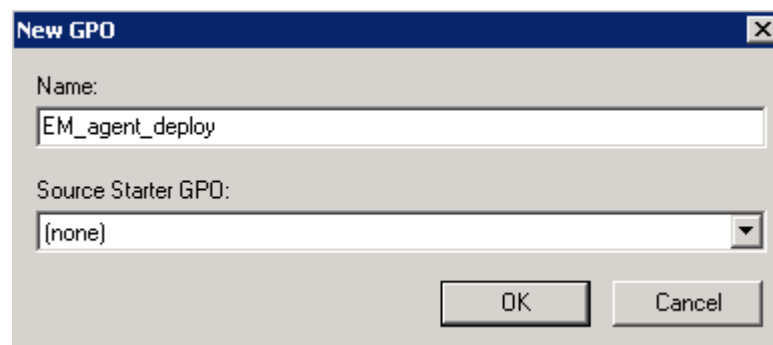 New GPO
Name:
EM_agent_deploy
Source Starter GPO:
(none)
OK Cancel